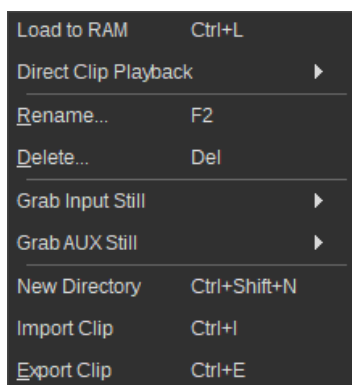 Load to RAM Ctrl+L
Direct Clip Playback
Rename... F2
Delete... Del
Grab Input Still
Grab AUX Still
New Directory Ctrl+Shift+N
Import Clip Ctrl+I
Export Clip Ctrl+E